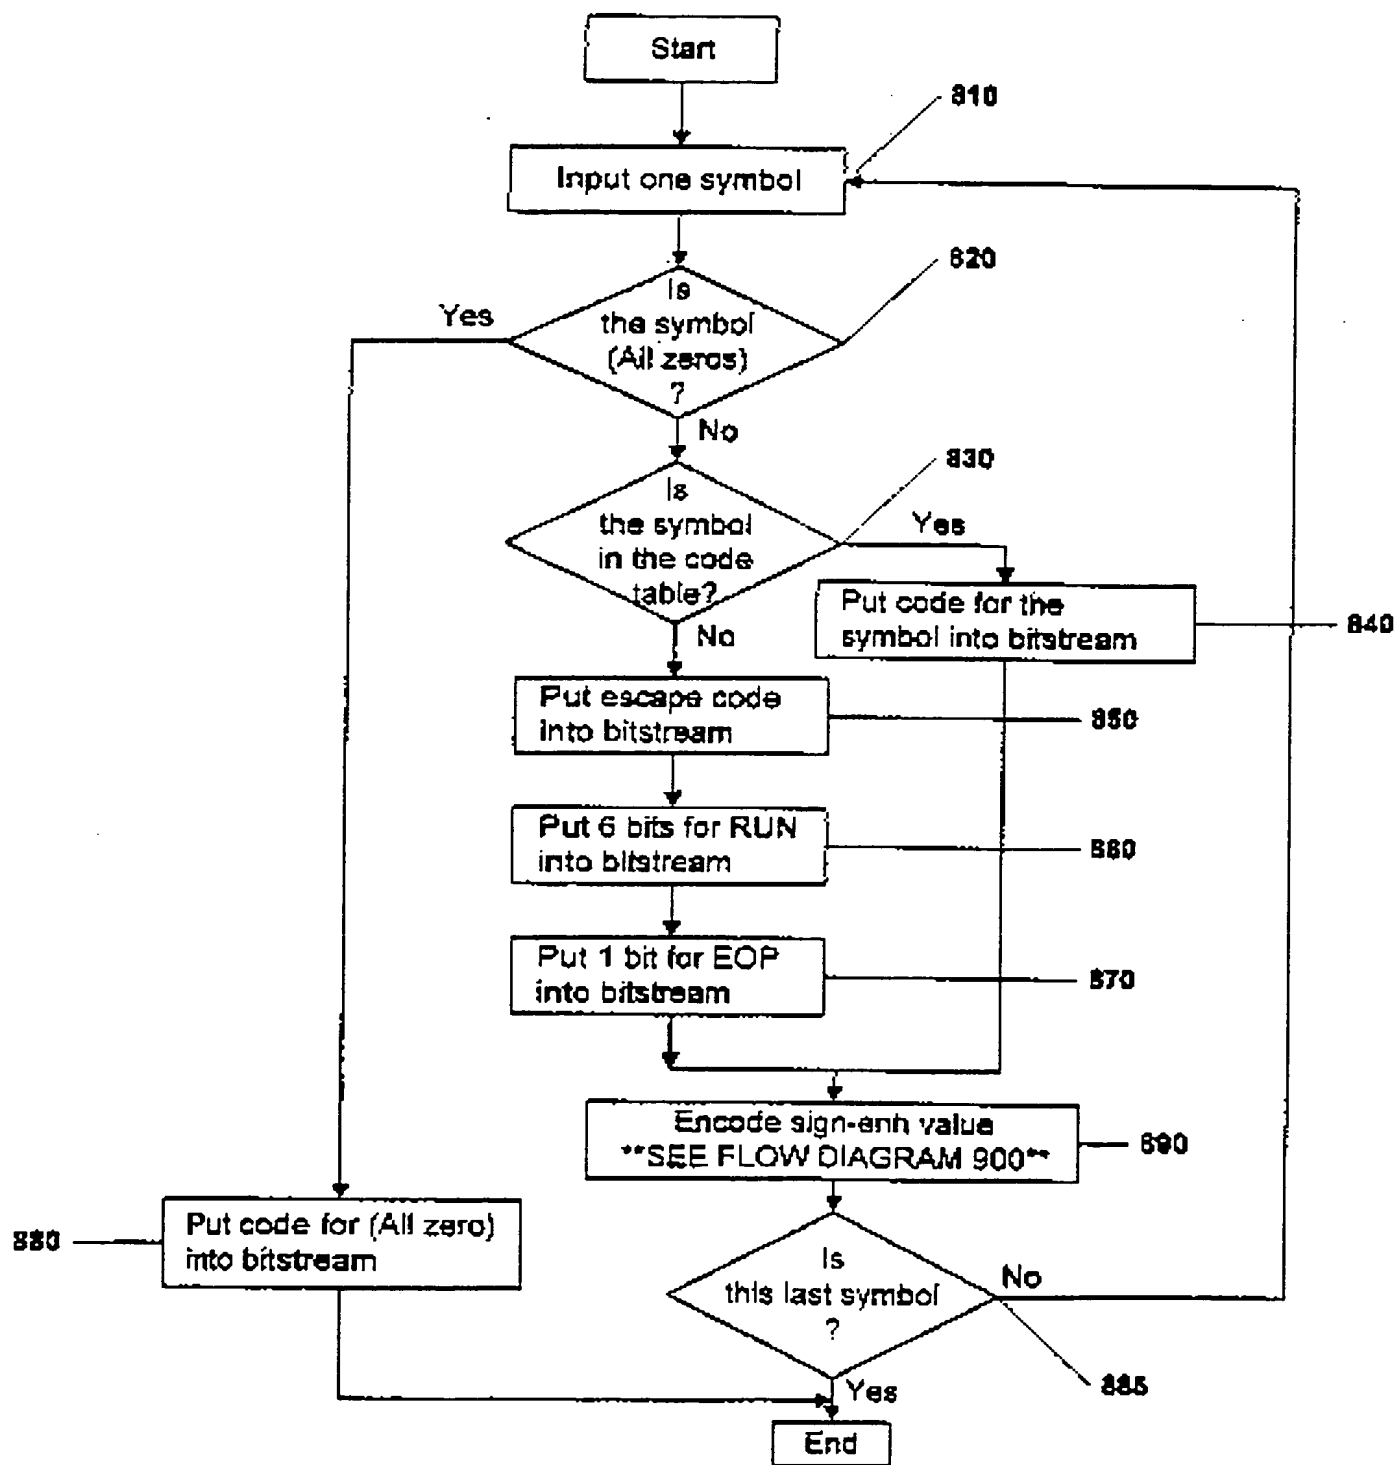 Start
810
Input one symbol
820
Is
the symbol
(All zeros)
?
Yes
No
830
Is
the symbol
in the code
table?
Yes
No
Put code for the
symbol into bitstream
840
Put escape code
into bitstream
850
Put 6 bits for RUN
into bitstream
860
Put 1 bit for EOP
into bitstream
870
Encode sign-enh value
**SEE FLOW DIAGRAM 900**
890
880
Put code for (All zero)
into bitstream
Is
this last symbol
?
No
885
Yes
End